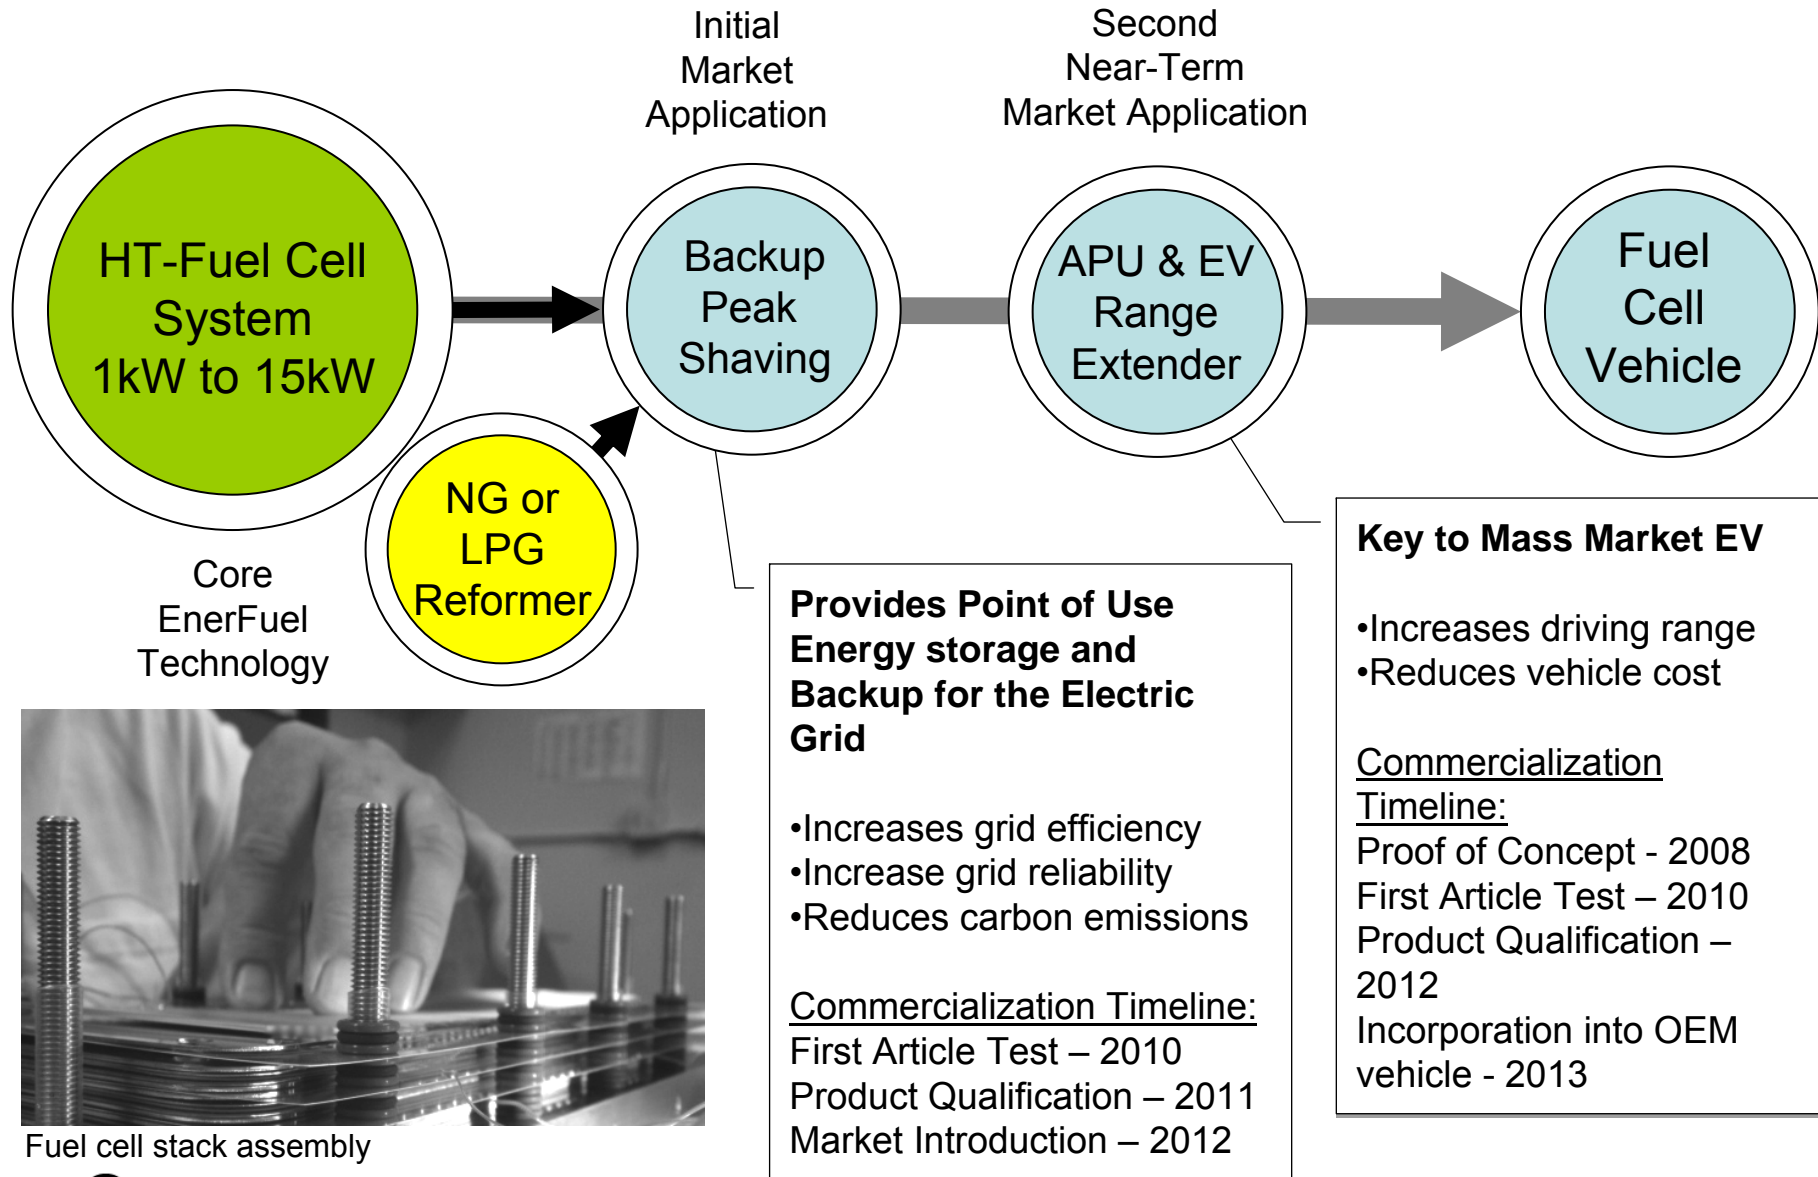 Initial
Market
Application
Second
Near-Term
Market Application
HT-Fuel Cell
System
1kW to 15kW
Backup
Peak
Shaving
APU & EV
Range
Extender
Fuel
Cell
Vehicle
NG or
LPG
Reformer
Core
EnerFuel
Technology
Provides Point of Use
Energy storage and
Backup for the Electric
Grid
•Increases grid efficiency
•Increase grid reliability
•Reduces carbon emissions
Commercialization Timeline:
First Article Test – 2010
Product Qualification – 2011
Market Introduction – 2012
Key to Mass Market EV
•Increases driving range
•Reduces vehicle cost
Commercialization
Timeline:
Proof of Concept - 2008
First Article Test – 2010
Product Qualification –
2012
Incorporation into OEM
vehicle - 2013
Fuel cell stack assembly